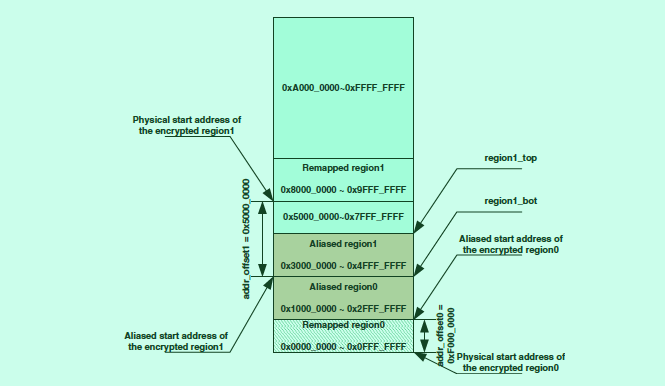 0xA000_0000~0xFFFF_FFFF
Physical start address of
the encrypted region1
Remapped region1
0x8000_0000 ~ 0x9FFF_FFFF
region1_top
0x5000_0000~0x7FFF_FFFF
region1_bot
addr_offset1 = 0x5000_0000
Aliased region1
0x3000_0000 ~ 0x4FFF_FFFF
Aliased start address of
the encrypted region0
Aliased region0
0x1000_0000 ~ 0x2FFF_FFFF
Aliased start address of
the encrypted region1
Remapped region0
0x0000_0000 ~ 0x0FFF_FFFF
addr_offset0 =
0xF000_0000
Physical start address of
the encrypted region0